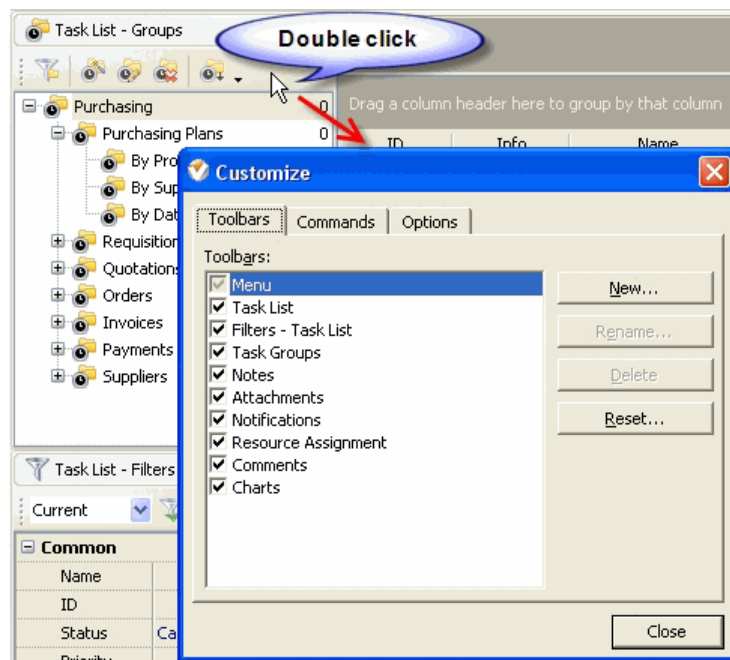 Task List - Groups
Double click
Purchasing 0
Drag a column header here to group by that column
Purchasing Plans 0
ID Info Name
By Pro
By Sup
By Dat
Requisition
Quotations
Orders
Invoices
Payments
Suppliers
Customize
Toolbars Commands Options
Toolbars:
Menu
Task List
Filters - Task List
Task Groups
Notes
Attachments
Notifications
Resource Assignment
Comments
Charts
New...
Rename...
Delete
Reset...
Close
Task List - Filters
Current
Common
Name
ID
Status Ca
Priority